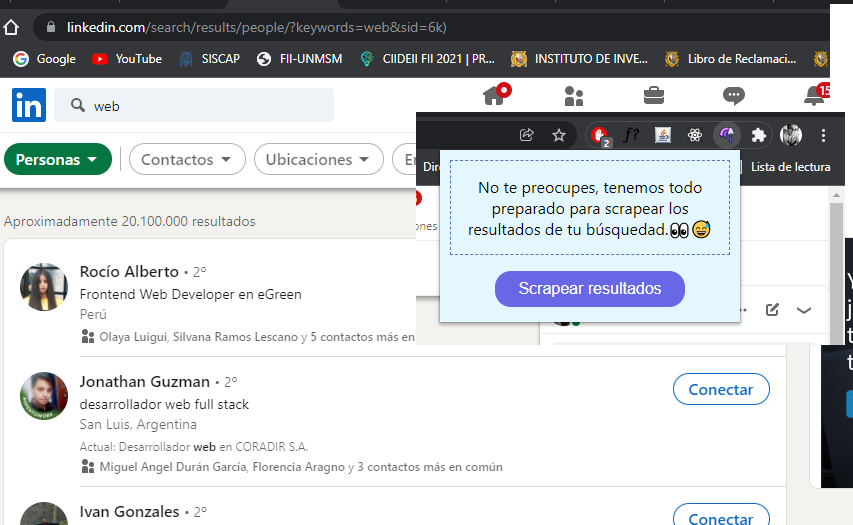 linkedin.com/search/results/people/?keywords=web&sid=6k)
Google YouTube SISCAP FII-UNMSM CIIDEII FII 2021 | PR... INSTITUTO DE INVE... Libro de Reclamaci...
in web
15
Personas Contactos Ubicaciones
f?
2
Lista de lectura
No te preocupes, tenemos todo
preparado para scrapear los
resultados de tu búsquedad.👀😅
Scrapear resultados
Aproximadamente 20.100.000 resultados
Rocío Alberto • 2º
Frontend Web Developer en eGreen
Perú
Olaya Luigui, Silvana Ramos Lescano y 5 contactos más en
Jonathan Guzman • 2º
Conectar
desarrollador web full stack
San Luis, Argentina
Actual: Desarrollador web en CORADIR S.A.
Miguel Angel Durán García, Florencia Aragno y 3 contactos más en común
Ivan Gonzales • 2º
Conectar